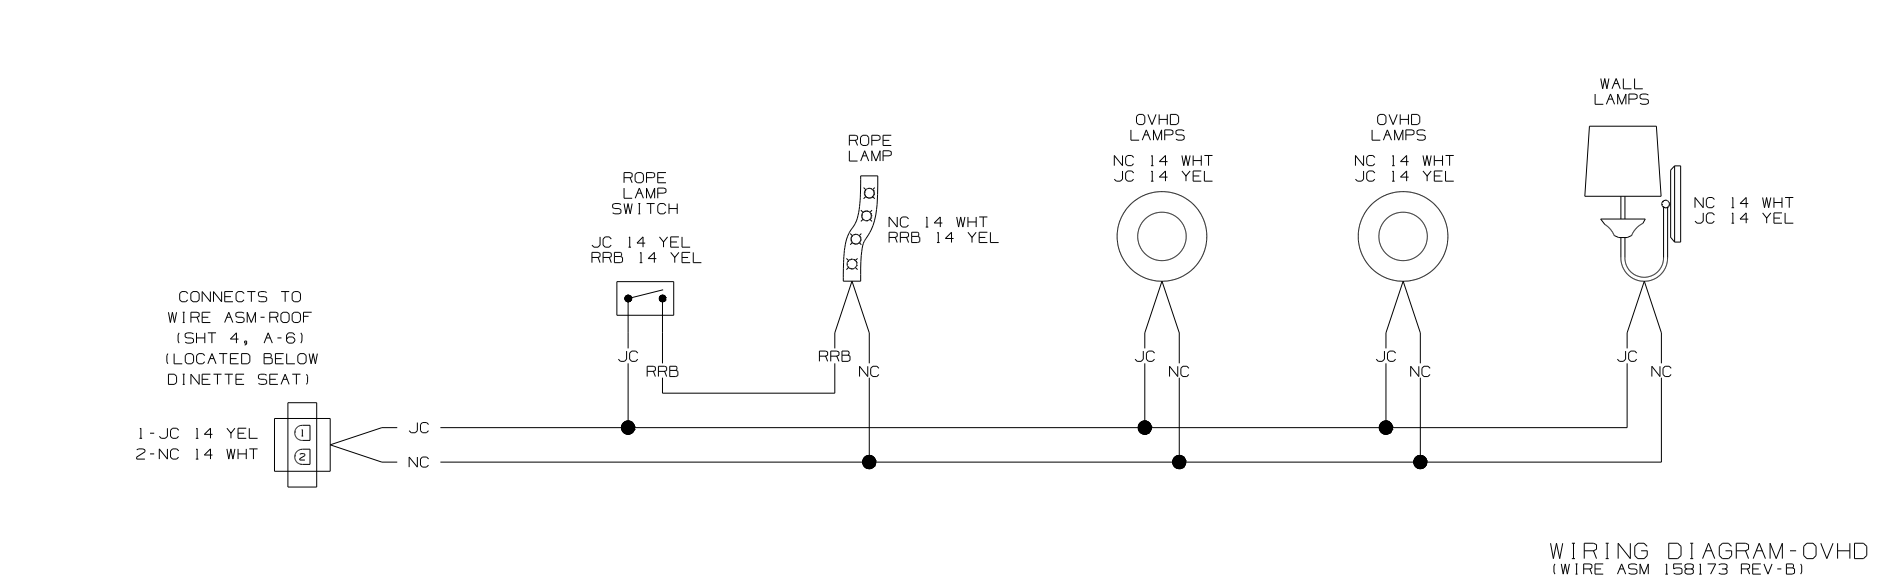 WALL
LAMPS
OVHD
LAMPS
NC 14 WHT
JC 14 YEL
OVHD
LAMPS
NC 14 WHT
JC 14 YEL
ROPE
LAMP
NC 14 WHT
RRB 14 YEL
ROPE
LAMP
SWITCH
JC 14 YEL
RRB 14 YEL
NC 14 WHT
JC 14 YEL
CONNECTS TO
WIRE ASM-ROOF
(SHT 4, A-6)
(LOCATED BELOW
DINETTE SEAT)
JC
RRB
RRB
NC
JC
NC
JC
NC
JC
NC
1-JC 14 YEL
2-NC 14 WHT
1
2
JC
NC
WIRING DIAGRAM-OVHD
(WIRE ASM 158173 REV-B)